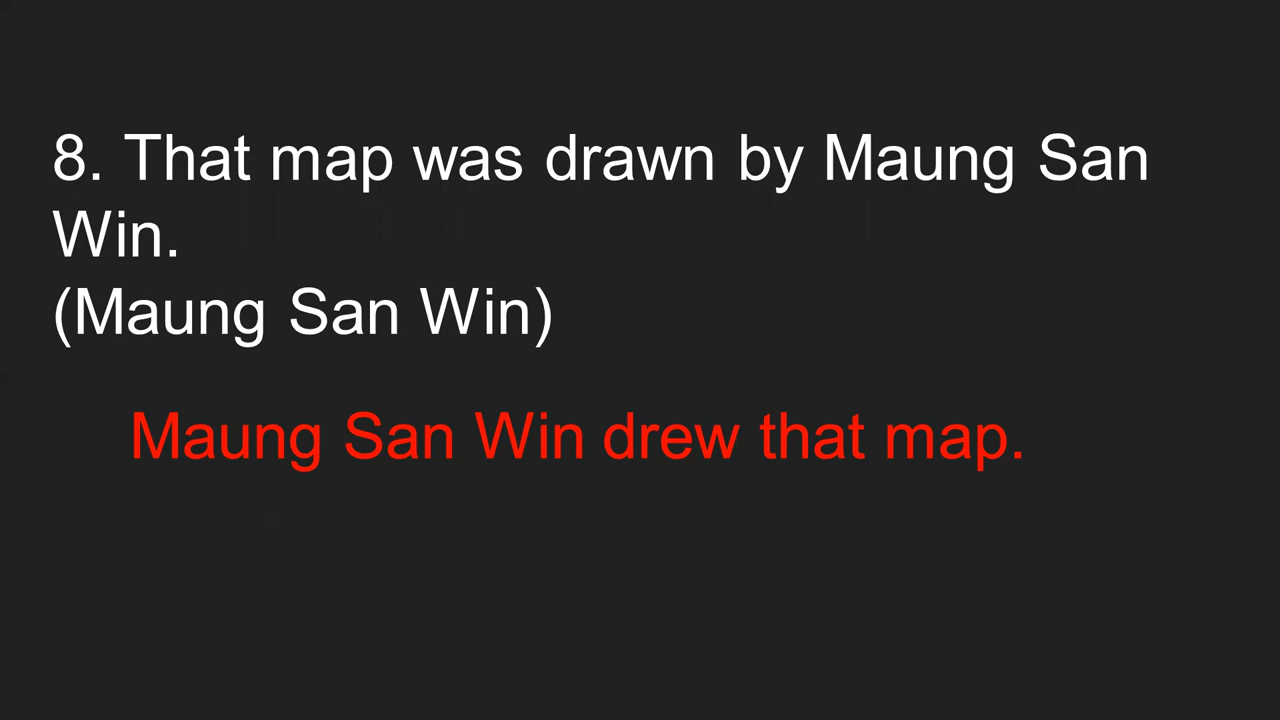 8. That map was drawn by Maung San
Win.
(Maung San Win)
Maung San Win drew that map.